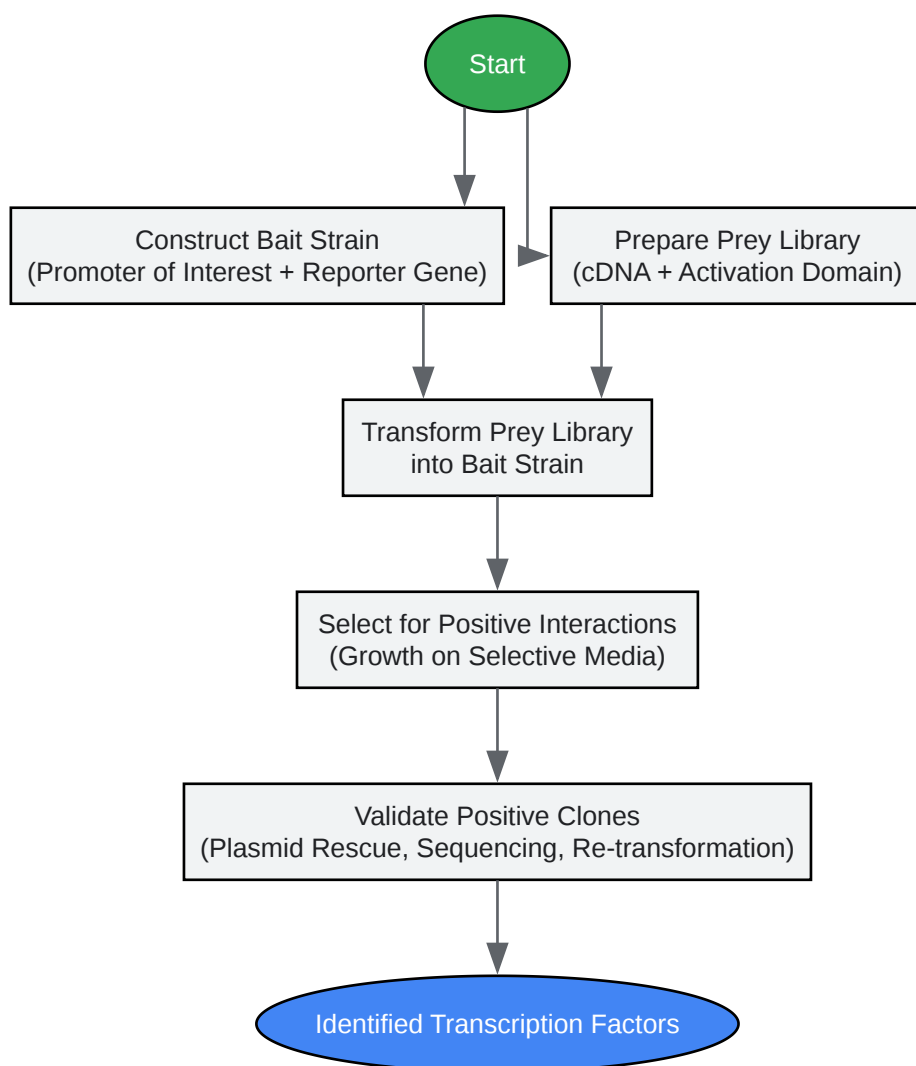 Start
Construct Bait Strain
(Promoter of Interest + Reporter Gene)
Prepare Prey Library
(cDNA + Activation Domain)
Transform Prey Library
into Bait Strain
Select for Positive Interactions
(Growth on Selective Media)
Validate Positive Clones
(Plasmid Rescue, Sequencing, Re-transformation)
Identified Transcription Factors